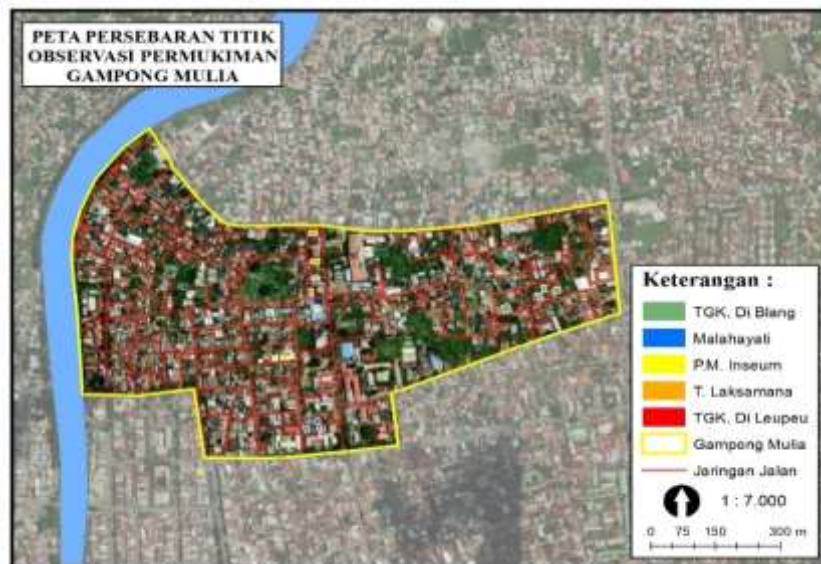 PETA PERSEBARAN TITIK
OBSERVASI PERMUKIMAN
GAMPONG MULIA
Keterangan :
TGK. Di Blang
Malahayati
P.M. Inseum
T. Laksamana
TGK. Di Leupeu
Gampong Mulia
Jaringan Jalan
1 : 7.000
0 75 150 300 m